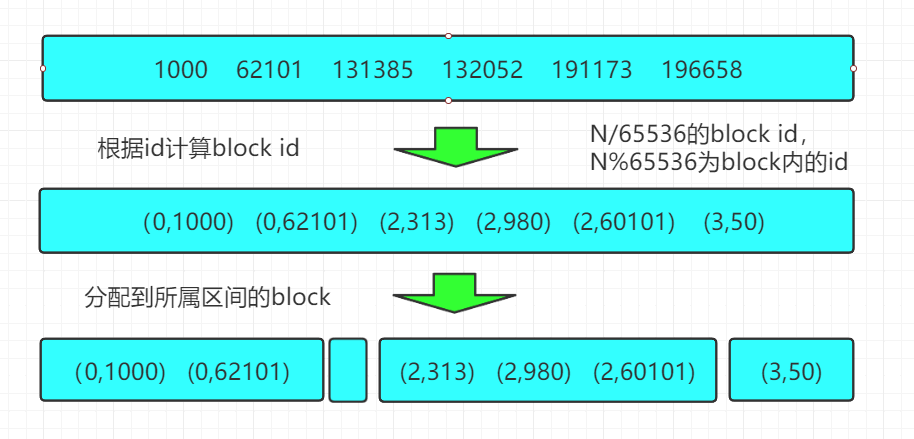 1000 62101 131385 132052 191173 196658
根据id计算block id
N/65536的block id，
N%65536为block内的id
(0,1000) (0,62101) (2,313) (2,980) (2,60101) (3,50)
分配到所属区间的block
(0,1000) (0,62101) (2,313) (2,980) (2,60101) (3,50)